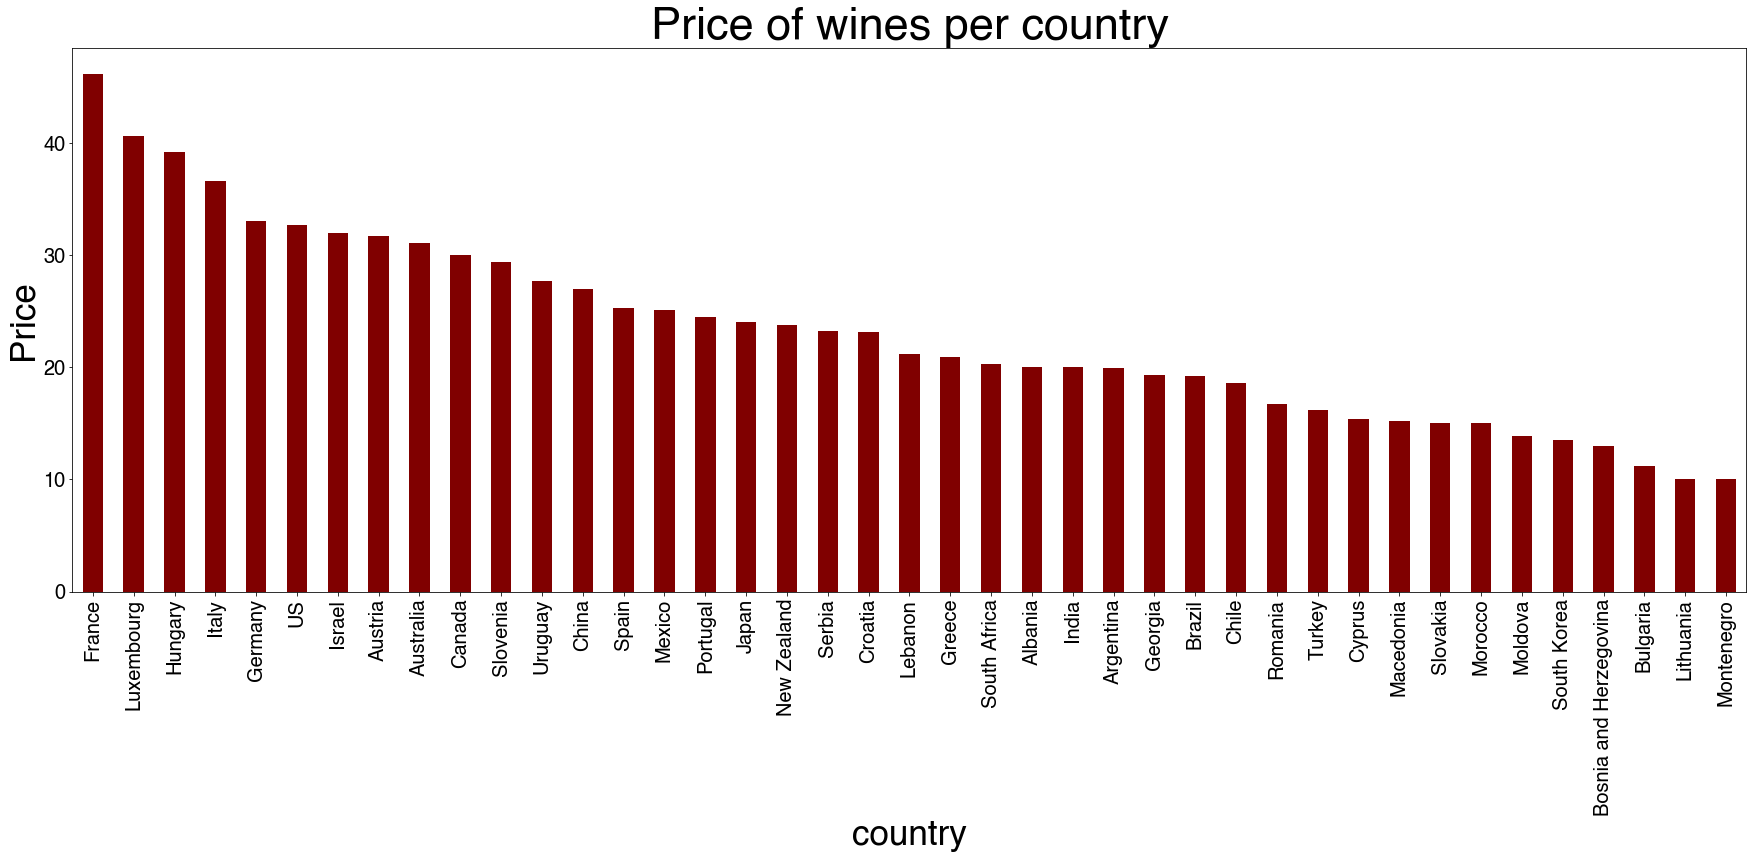 Price of wines per country
Price
40
30
20
10
0
France
Luxembourg
Hungary
Italy
Germany
US
Israel
Austria
Australia
Canada
Slovenia
Uruguay
China
Spain
Mexico
Portugal
Japan
New Zealand
Serbia
Croatia
Lebanon
Greece
South Africa
Albania
India
Argentina
Georgia
Brazil
Chile
Romania
Turkey
Cyprus
Macedonia
Slovakia
Morocco
Moldova
South Korea
Bosnia and Herzegovina
Bulgaria
Lithuania
Montenegro
country